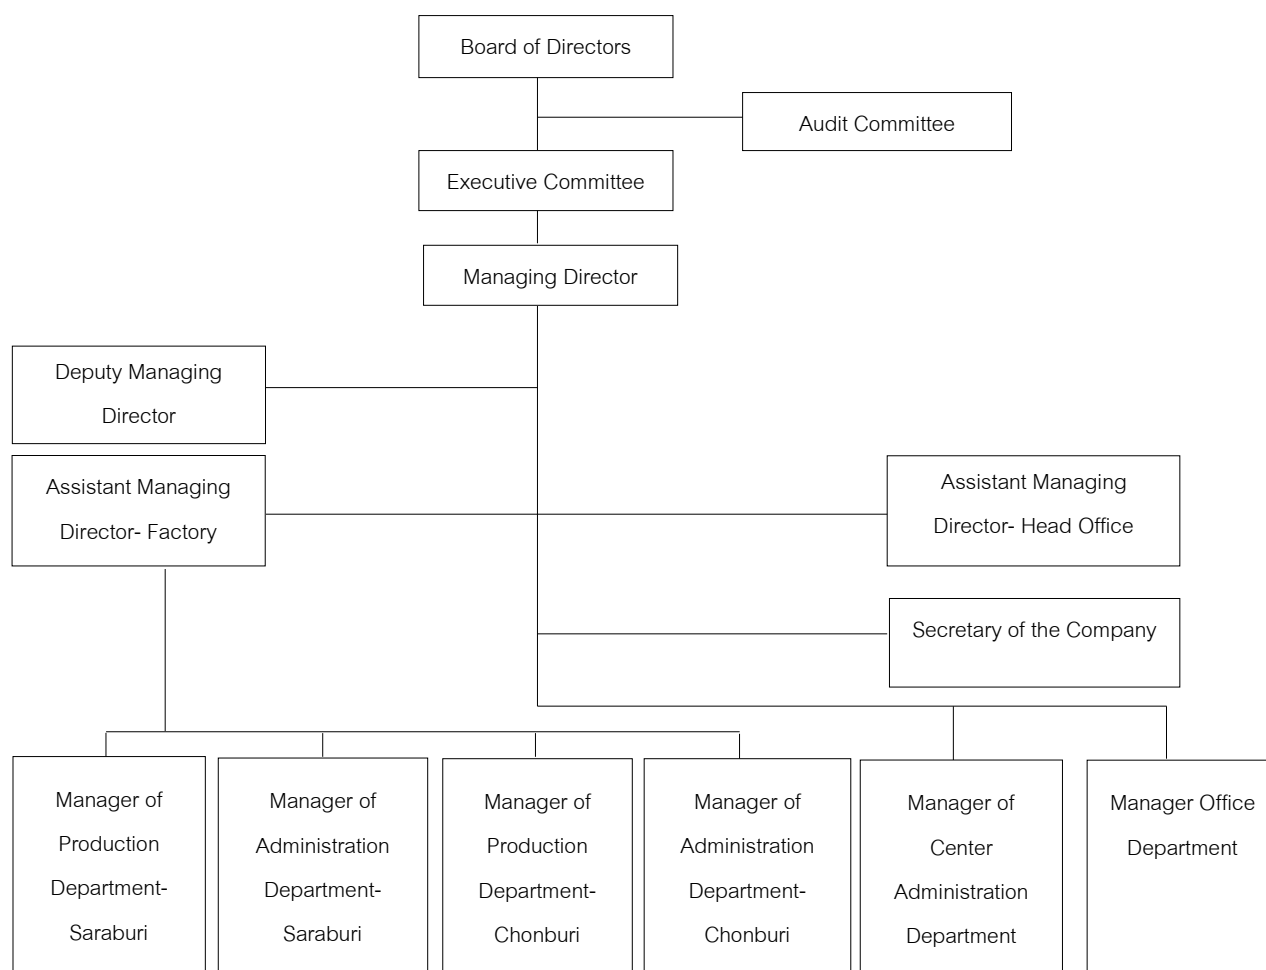 Board of Directors
Audit Committee
Executive Committee
Managing Director
Deputy Managing
Director
Assistant Managing
Director- Factory
Assistant Managing
Director- Head Office
Secretary of the Company
Manager of
Production
Department-
Saraburi
Manager of
Administration
Department-
Saraburi
Manager of
Production
Department-
Chonburi
Manager of
Administration
Department-
Chonburi
Manager of
Center
Administration
Department
Manager Office
Department